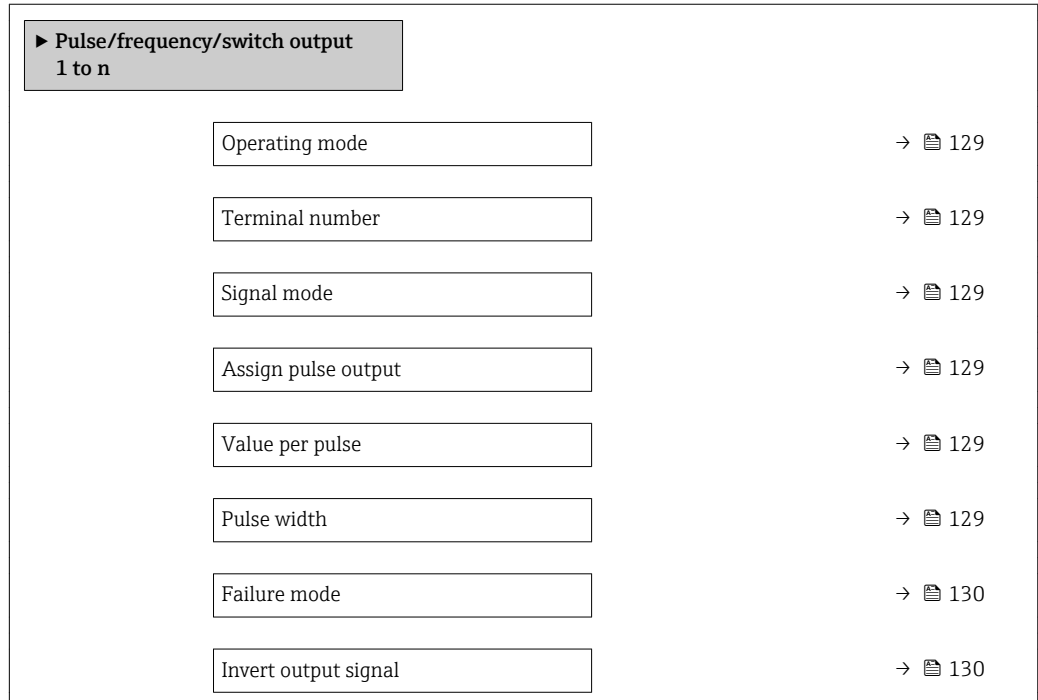 ▶ Pulse/frequency/switch output
1 to n
Operating mode → 129
Terminal number → 129
Signal mode → 129
Assign pulse output → 129
Value per pulse → 129
Pulse width → 129
Failure mode → 130
Invert output signal → 130